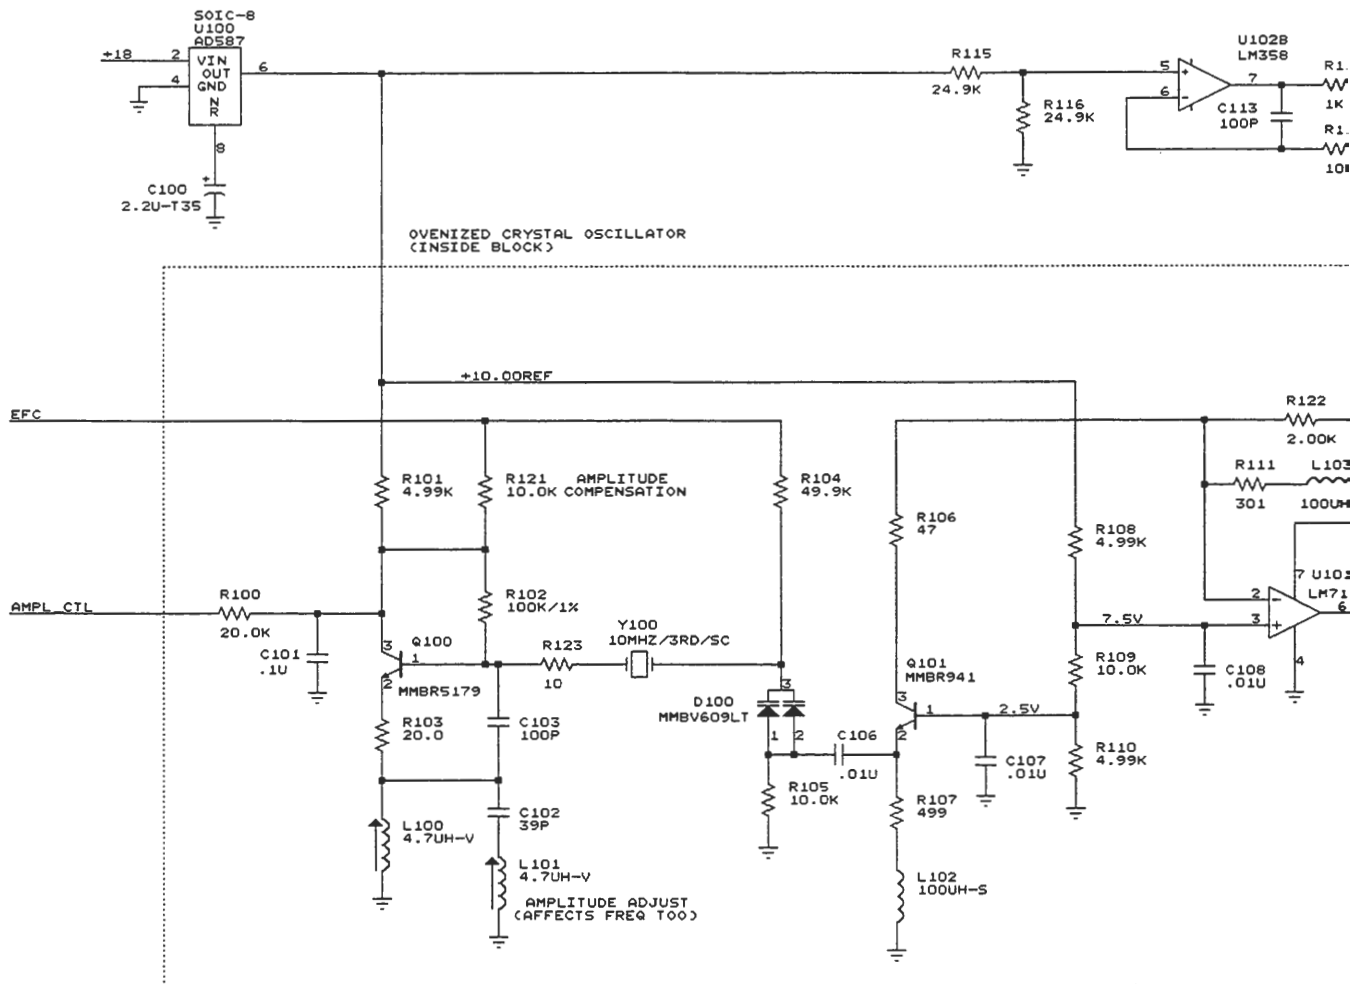 SOIC-8
U100
AD587
+18
2
VIN
OUT
6
4
GND
N
R
8
+
C100
2.2U-T35
R115
24.9K
R116
24.9K
U102B
LM358
5
+
6
-
7
C113
100P
1K
OVENIZED CRYSTAL OSCILLATOR
(INSIDE BLOCK)
+10.00REF
EFC
R101
4.99K
R121
10.0K
AMPLITUDE
COMPENSATION
R104
49.9K
R106
47
R108
4.99K
R122
2.00K
R111
301
L103
AMPL_CTL
R100
20.0K
C101
.1U
R102
100K/1%
3
Q100
1
2
MMBR5179
R123
10
Y100
10MHZ/3RD/SC
R103
20.0
C103
100P
C102
39P
L100
4.7UH-V
L101
4.7UH-V
AMPLITUDE ADJUST
(AFFECTS FREQ TOO)
3
D100
MMBV609LT
1
2
C106
.01U
R105
10.0K
Q101
MMBR941
3
1
2
2.5V
R107
499
L102
100UH-S
C107
.01U
R109
10.0K
R110
4.99K
7.5V
C108
.01U
2
-
3
+
7
6
4